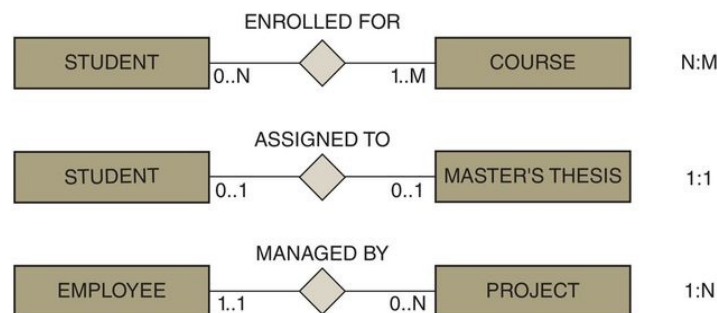 ENROLLED FOR
STUDENT 0..N 1..M COURSE N:M
ASSIGNED TO
STUDENT 0..1 0..1 MASTER'S THESIS 1:1
MANAGED BY
EMPLOYEE 1..1 0..N PROJECT 1:N